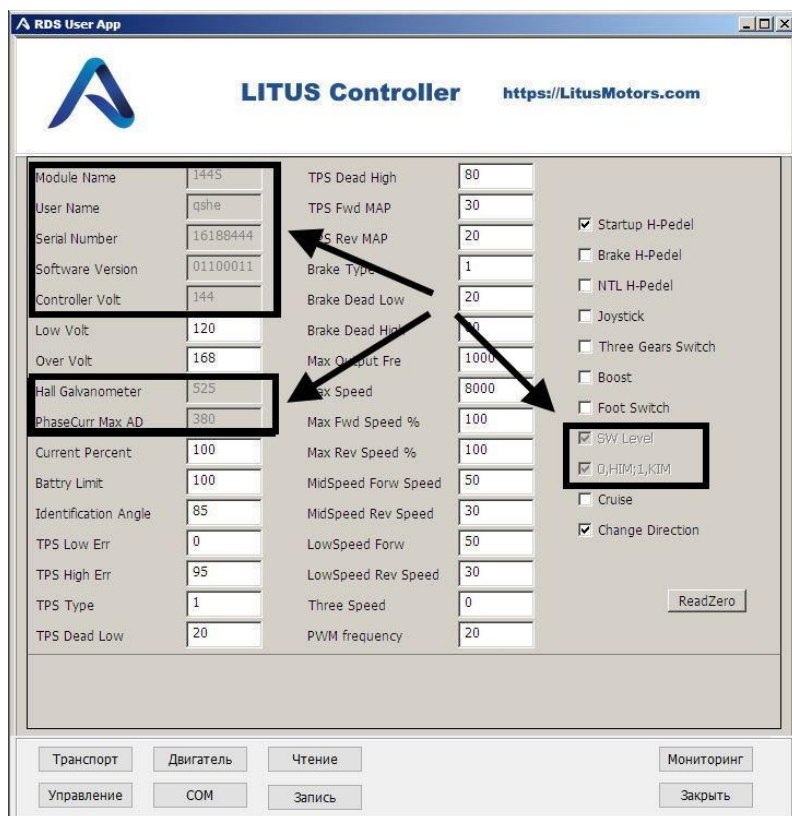 RDS User App
LITUS Controller https://LitusMotors.com
Module Name 144S
User Name qshe
Serial Number 16188444
Software Version 01100011
Controller Volt 144
Low Volt 120
Over Volt 168
Hall Galvanometer 525
PhaseCurr Max AD 380
Current Percent 100
Battry Limit 100
Identification Angle 85
TPS Low Err 0
TPS High Err 95
TPS Type 1
TPS Dead Low 20
TPS Dead High 80
TPS Fwd MAP 30
TPS Rev MAP 20
Brake Type 1
Brake Dead Low 20
Brake Dead High
Max Output Fre 1000
Max Speed 8000
Max Fwd Speed % 100
Max Rev Speed % 100
MidSpeed Forw Speed 50
MidSpeed Rev Speed 30
LowSpeed Forw 50
LowSpeed Rev Speed 30
Three Speed 0
PWM frequency 20
Startup H-Pedel
Brake H-Pedel
NTL H-Pedel
Joystick
Three Gears Switch
Boost
Foot Switch
SW Level
0,HIM;1,KIM
Cruise
Change Direction
ReadZero
Транспорт Двигатель Чтение Мониторинг
Управление COM Запись Закрыть